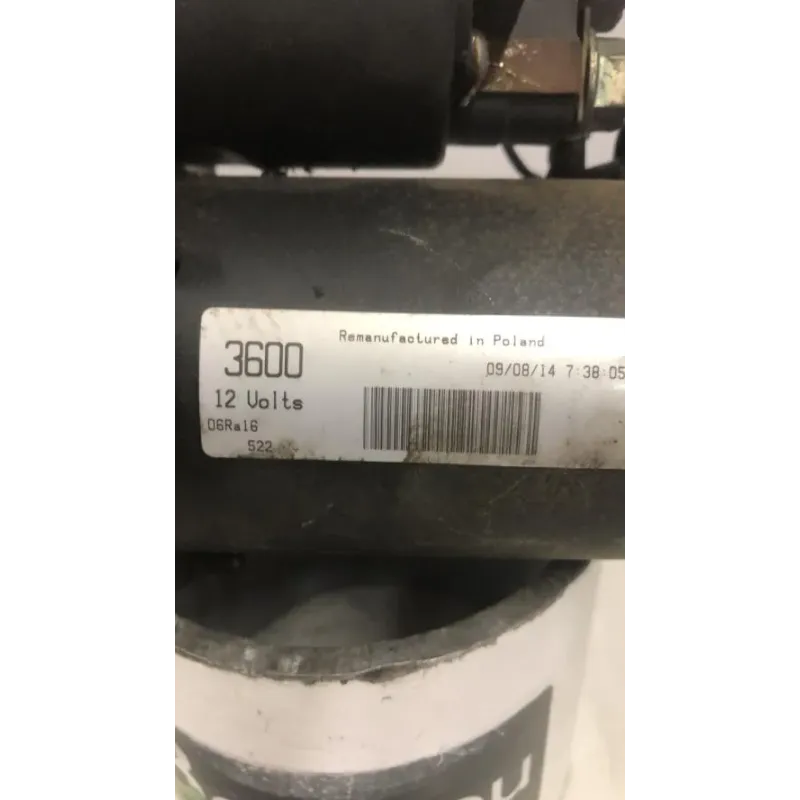 Remanufactured in Poland
3600
09/08/14 7:38:05
12 Volts
06Ra16
522